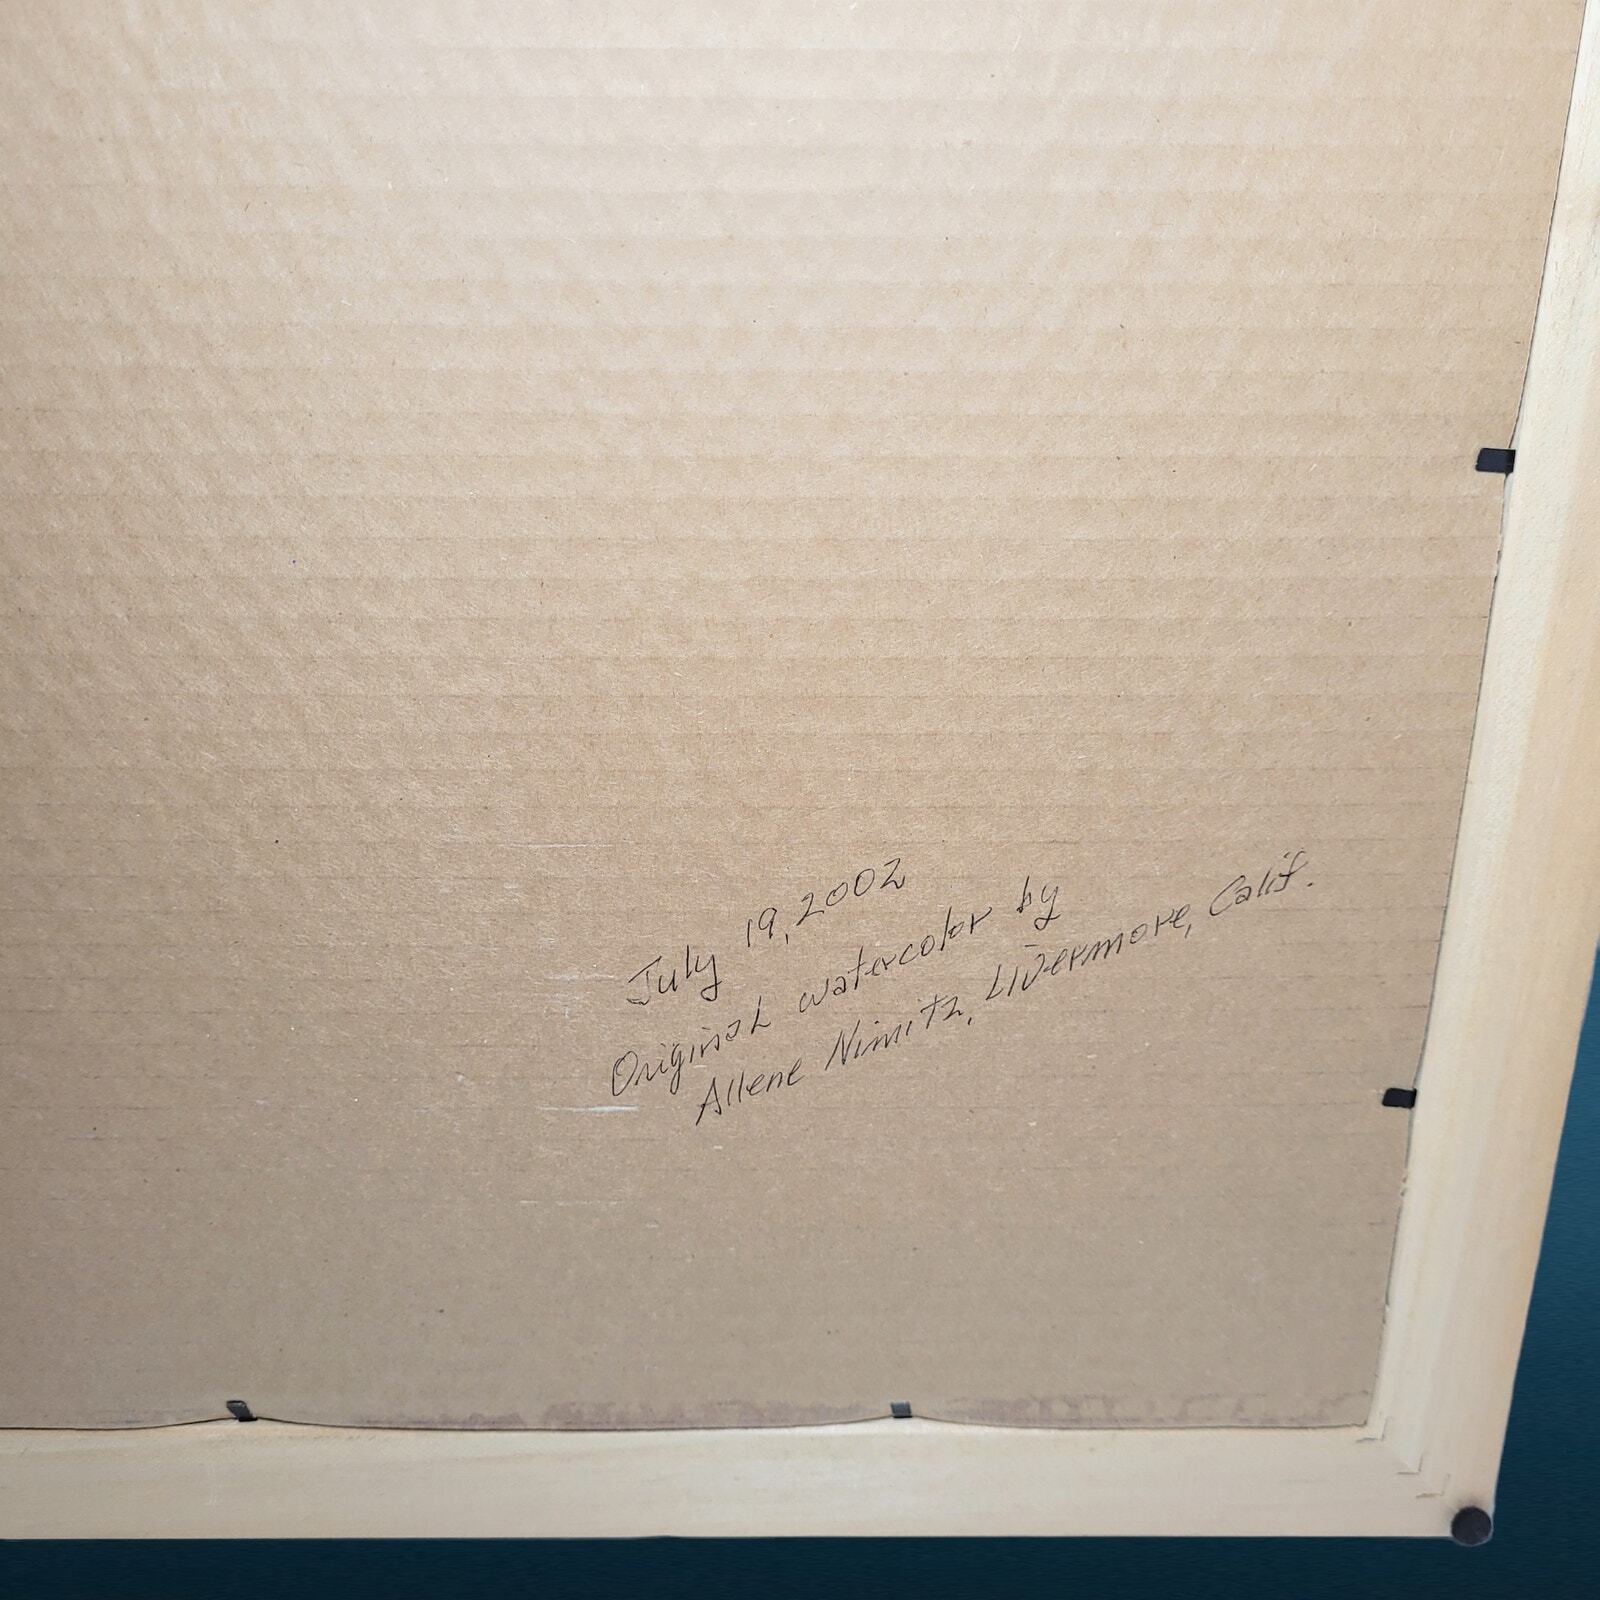 July 19, 2002
Original watercolor by
Allene Nimitz, Livermore, Calif.